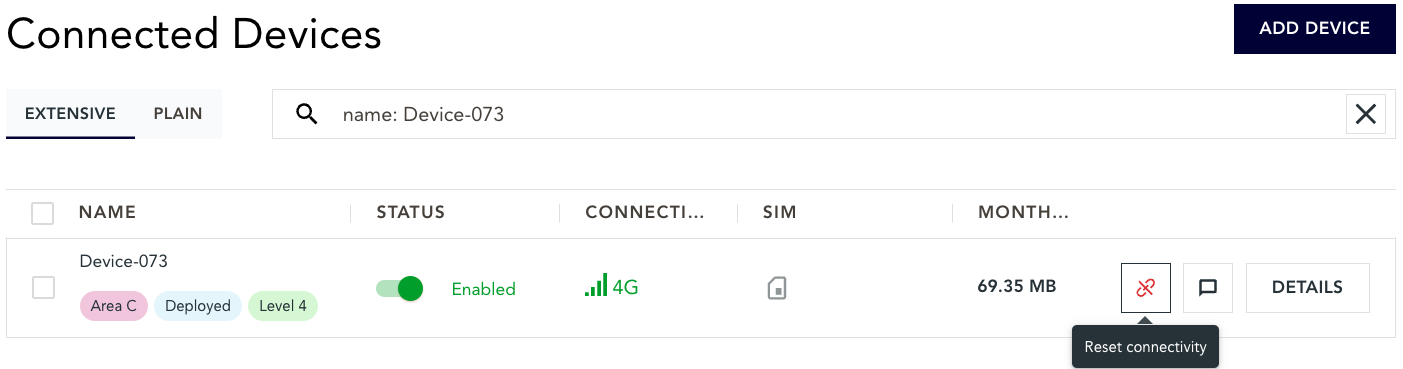 Connected Devices
ADD DEVICE
EXTENSIVE PLAIN
name: Device-073
NAME STATUS CONNECTI... SIM MONTH...
Device-073
Area C Deployed Level 4
Enabled
4G
69.35 MB
DETAILS
Reset connectivity